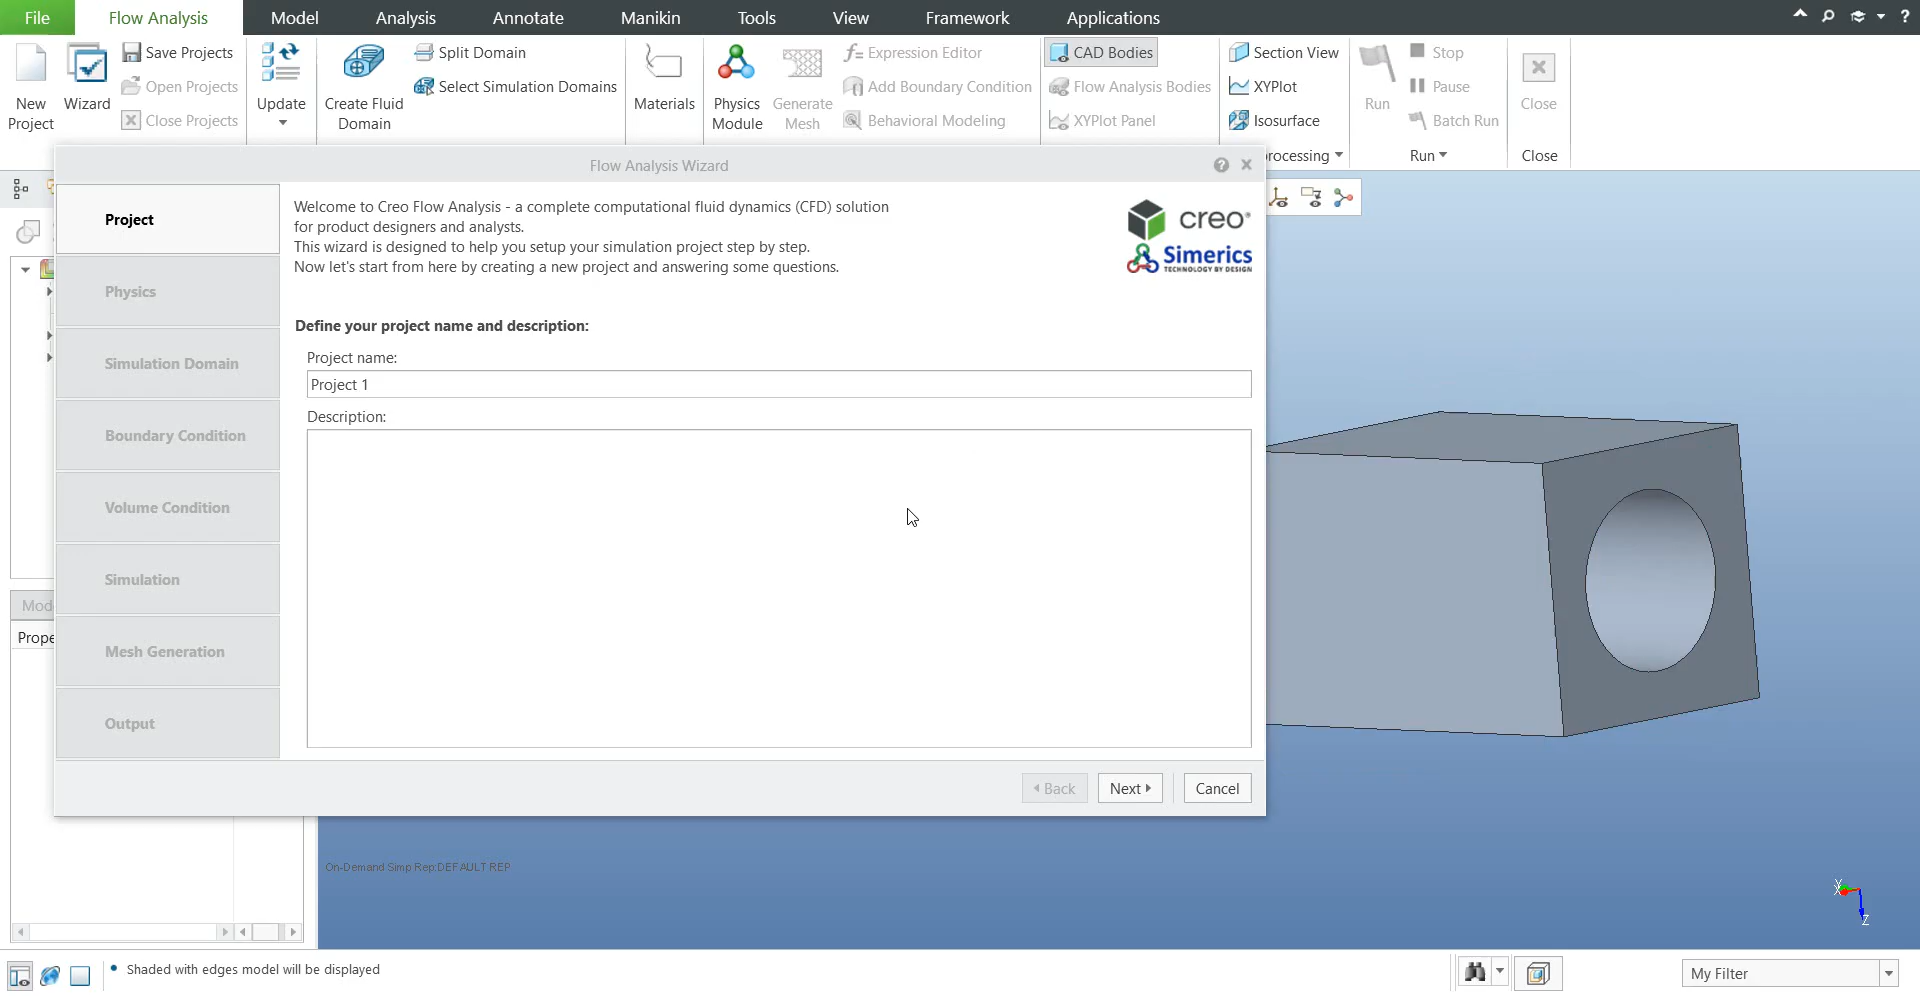 File Flow Analysis Model Analysis Annotate Manikin Tools View Framework Applications
New Project
Wizard
Save Projects
Open Projects
Close Projects
Update
Create Fluid Domain
Split Domain
Select Simulation Domains
Materials
Physics Module
Generate Mesh
Expression Editor
Add Boundary Condition
Behavioral Modeling
CAD Bodies
Flow Analysis Bodies
XYPlot Panel
Section View
XYPlot
Isosurface
rocessing
Run
Stop
Pause
Batch Run
Run
Close
Close
Flow Analysis Wizard
Project
Physics
Simulation Domain
Boundary Condition
Volume Condition
Simulation
Mesh Generation
Output
Welcome to Creo Flow Analysis - a complete computational fluid dynamics (CFD) solution
for product designers and analysts.
This wizard is designed to help you setup your simulation project step by step.
Now let's start from here by creating a new project and answering some questions.
creo®
Simerics
TECHNOLOGY BY DESIGN
Define your project name and description:
Project name:
Project 1
Description:
Back Next Cancel
Mod
Prope
On-Demand Simp Rep:DEFAULT REP
Z
Shaded with edges model will be displayed
My Filter